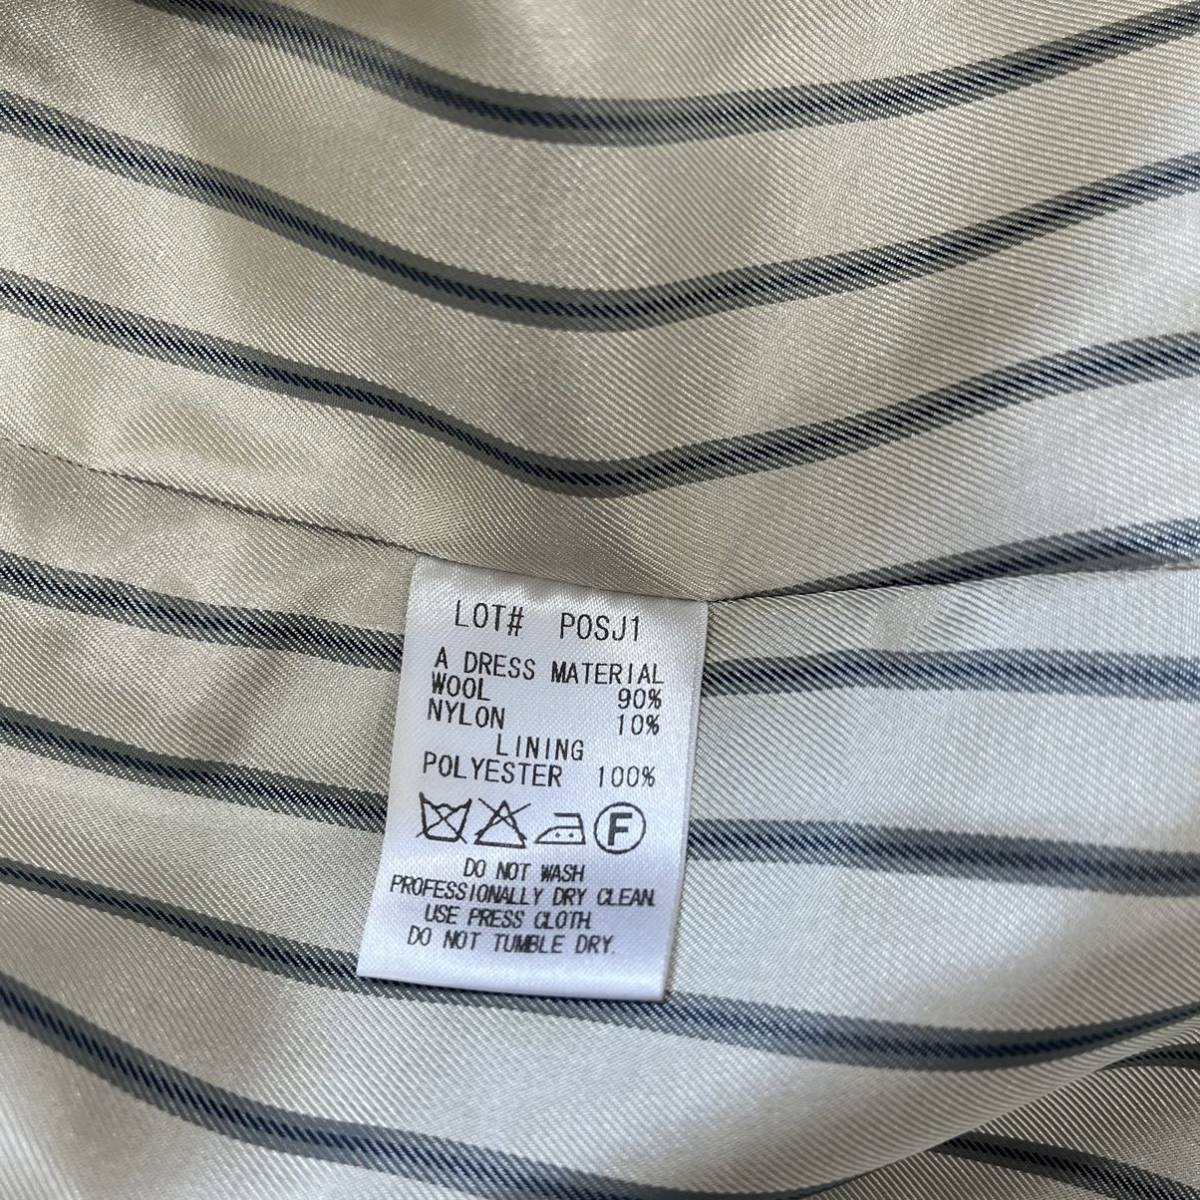 LOT# POSJ1
A DRESS MATERIAL
WOOL 90%
NYLON 10%
LINING
POLYESTER 100%
F
DO NOT WASH
PROFESSIONALLY DRY CLEAN.
USE PRESS CLOTH.
DO NOT TUMBLE DRY.